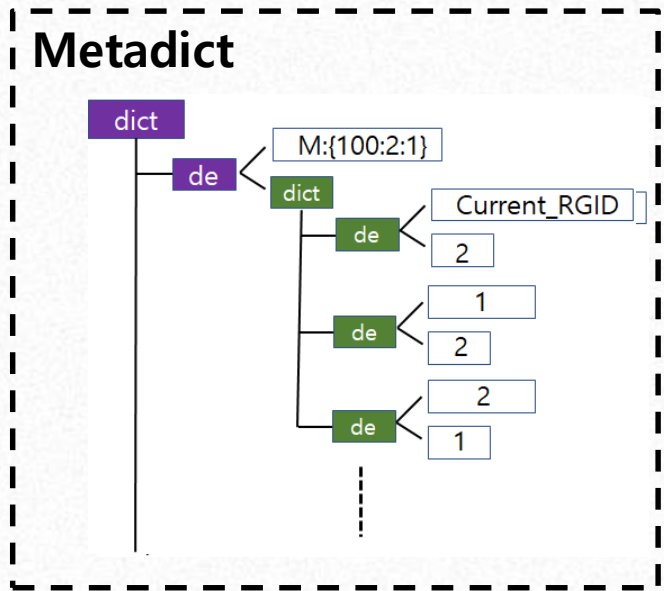 Metadict
dict
de
M:{100:2:1}
dict
de
Current_RGID
2
de
1
2
de
2
1